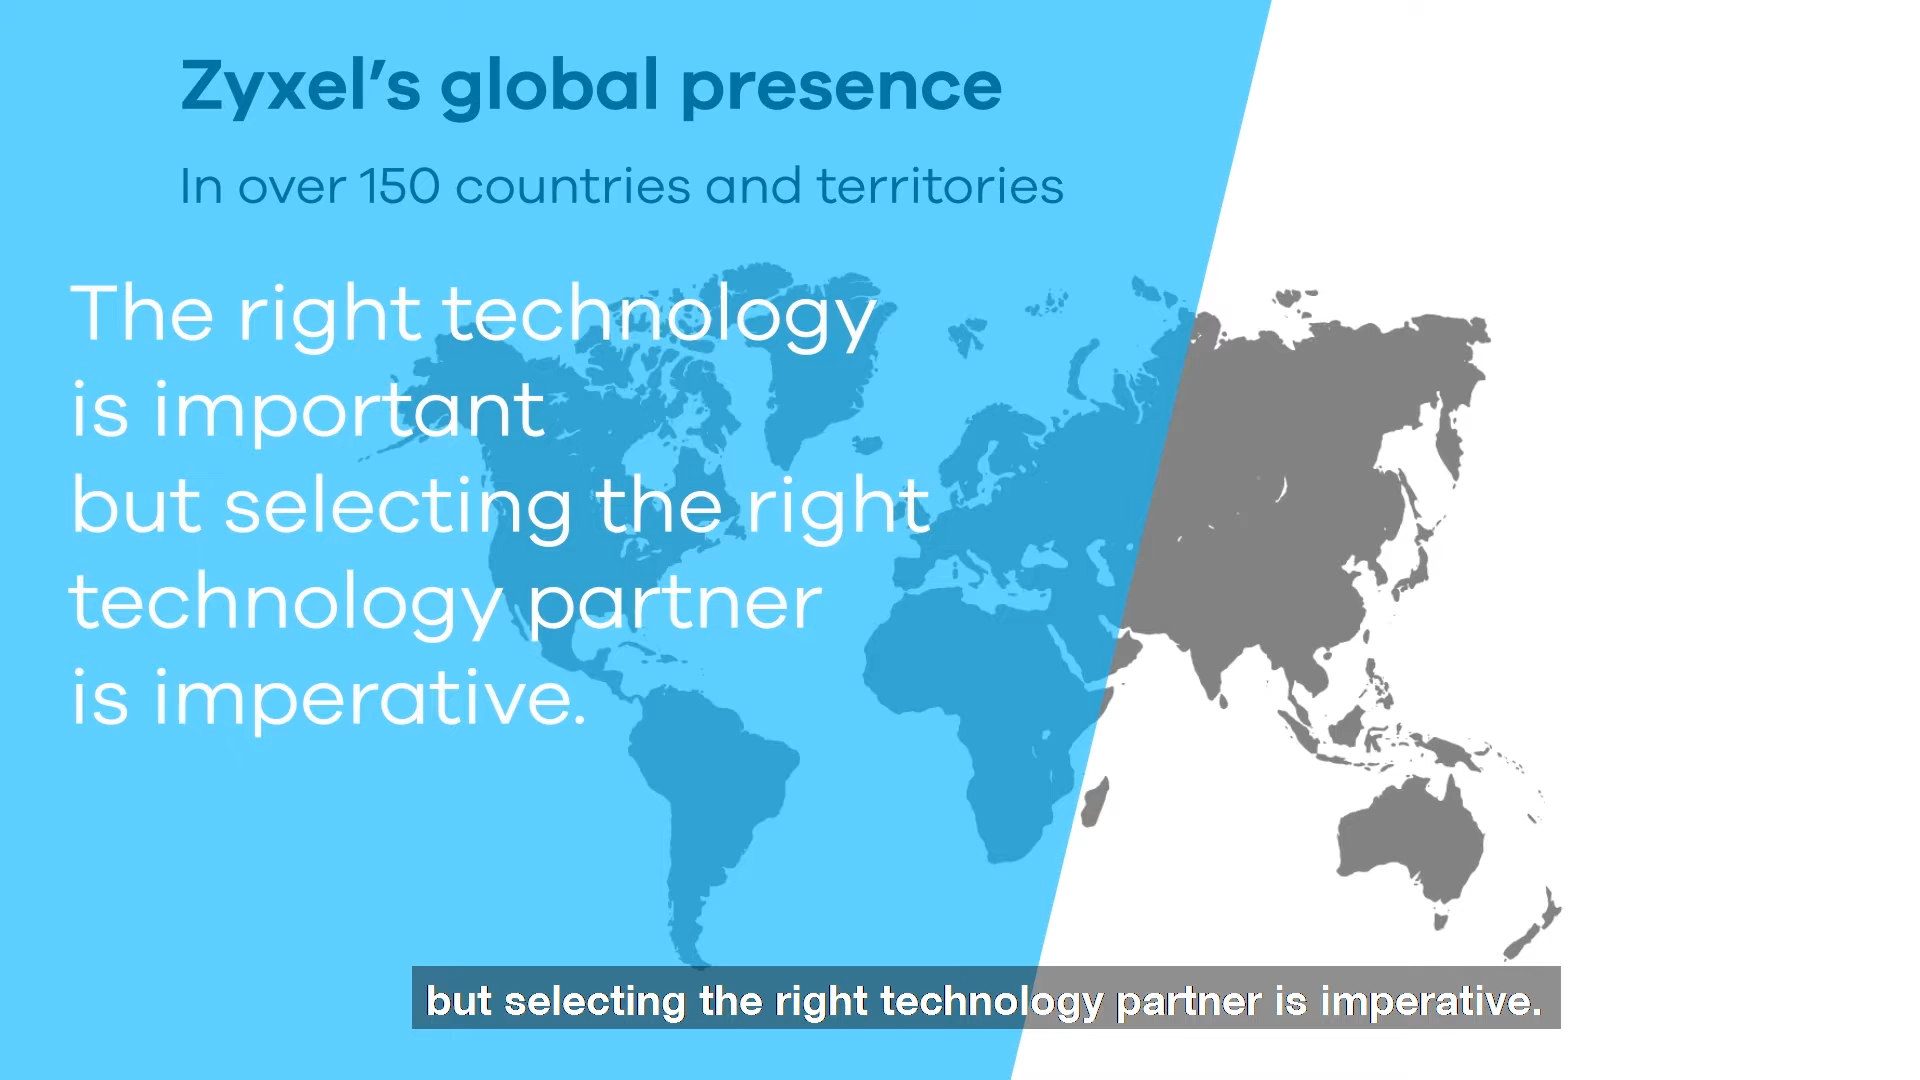 Zyxel’s global presence
In over 150 countries and territories
The right technology
is important
but selecting the right
technology partner
is imperative.
but selecting the right technology partner is imperative.